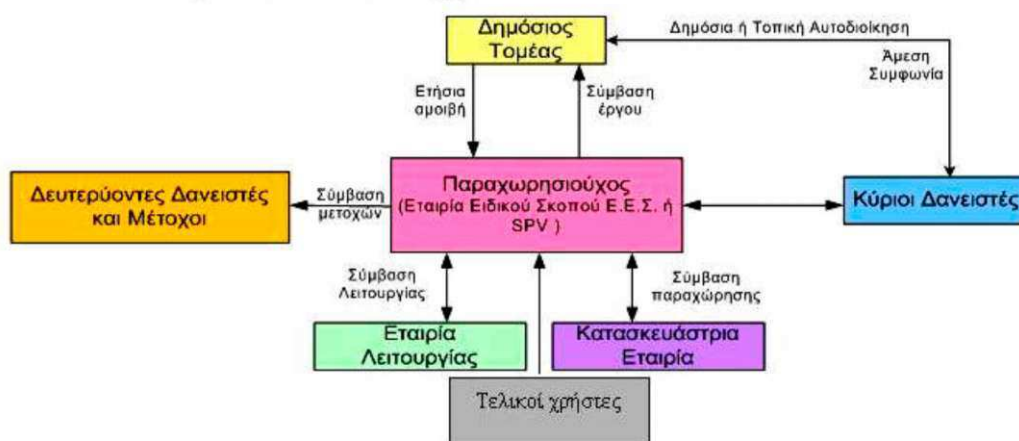 Δημόσιος
Τομέας
Δημόσια ή Τοπική Αυτοδιοίκηση
Άμεση
Συμφωνία
Ετήσια
αμοιβή
Σύμβαση
έργου
Δευτερύοντες Δανειστές
και Μέτοχοι
Σύμβαση
μετοχών
Παραχωρησιούχος
(Εταιρία Ειδικού Σκοπού Ε.Ε.Σ. ή
SPV )
Κύριοι Δανειστές
Σύμβαση
Λειτουργίας
Σύμβαση
παραχώρησης
Εταιρία
Λειτουργίας
Κατασκευάστρια
Εταιρία
Τελικοί χρήστες